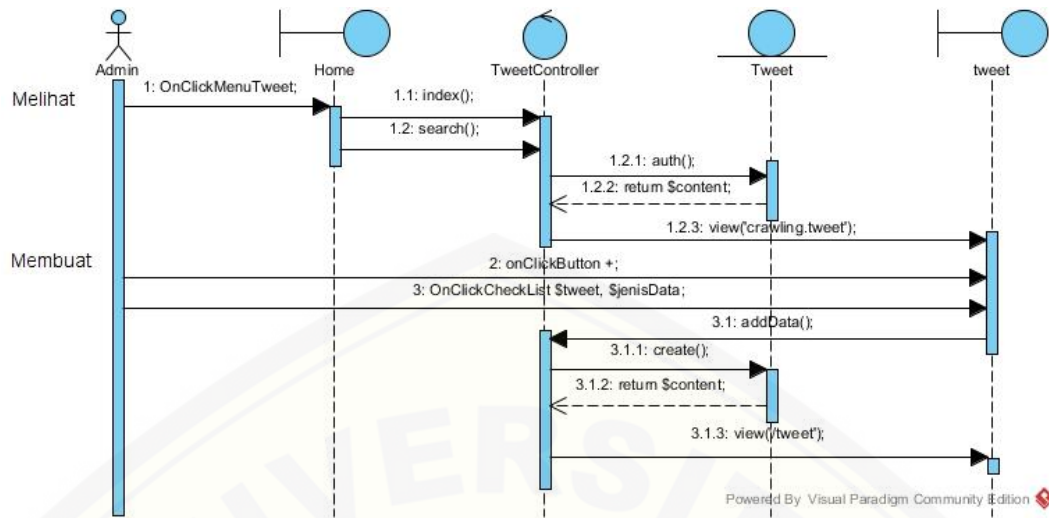 Admin
Home
TweetController
Tweet
tweet
Melihat
1: OnClickMenuTweet;
1.1: index();
1.2: search();
1.2.1: auth();
1.2.2: return $content;
1.2.3: view('crawling.tweet');
Membuat
2: onClickButton +;
3: OnClickCheckList $tweet, $jenisData;
3.1: addData();
3.1.1: create();
3.1.2: return $content;
3.1.3: view('/tweet');
Powered By Visual Paradigm Community Edition